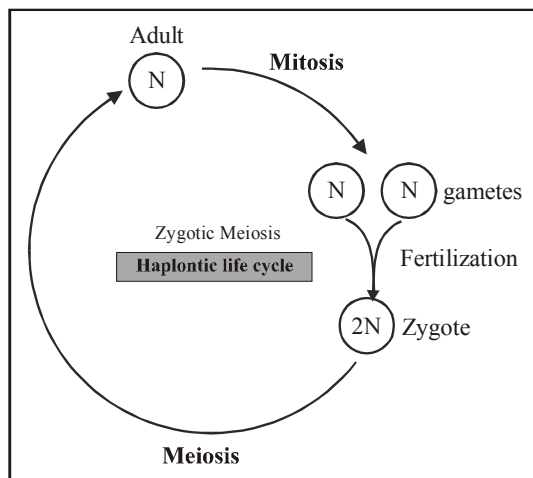 Adult
N
Mitosis
N
N
gametes
Zygotic Meiosis
Haplontic life cycle
Fertilization
2N
Zygote
Meiosis